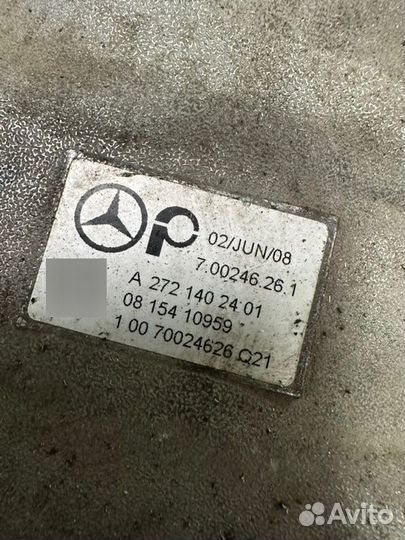 02/JUN/08
7.00246.26.1
A 272 140 24 01
08 154 10959
1 00 70024626 Q21
Avito